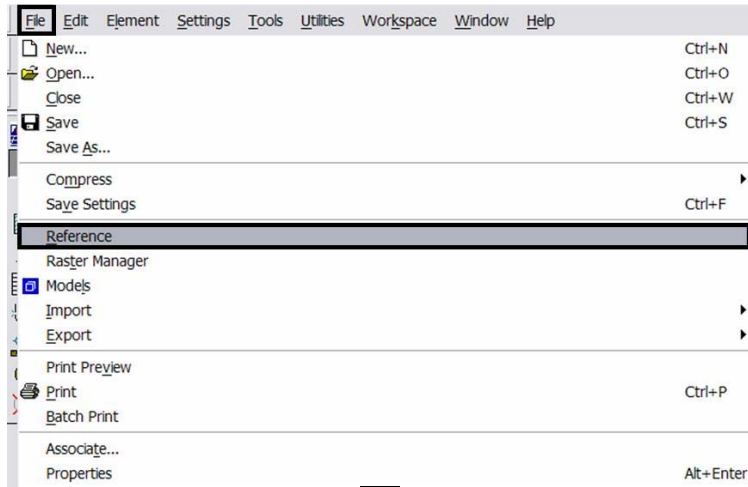 File Edit Element Settings Tools Utilities Workspace Window Help
New... Ctrl+N
Open... Ctrl+O
Close Ctrl+W
Save Ctrl+S
Save As...
Compress
Save Settings Ctrl+F
Reference
Raster Manager
Models
Import
Export
Print Preview
Print Ctrl+P
Batch Print
Associate...
Properties Alt+Enter